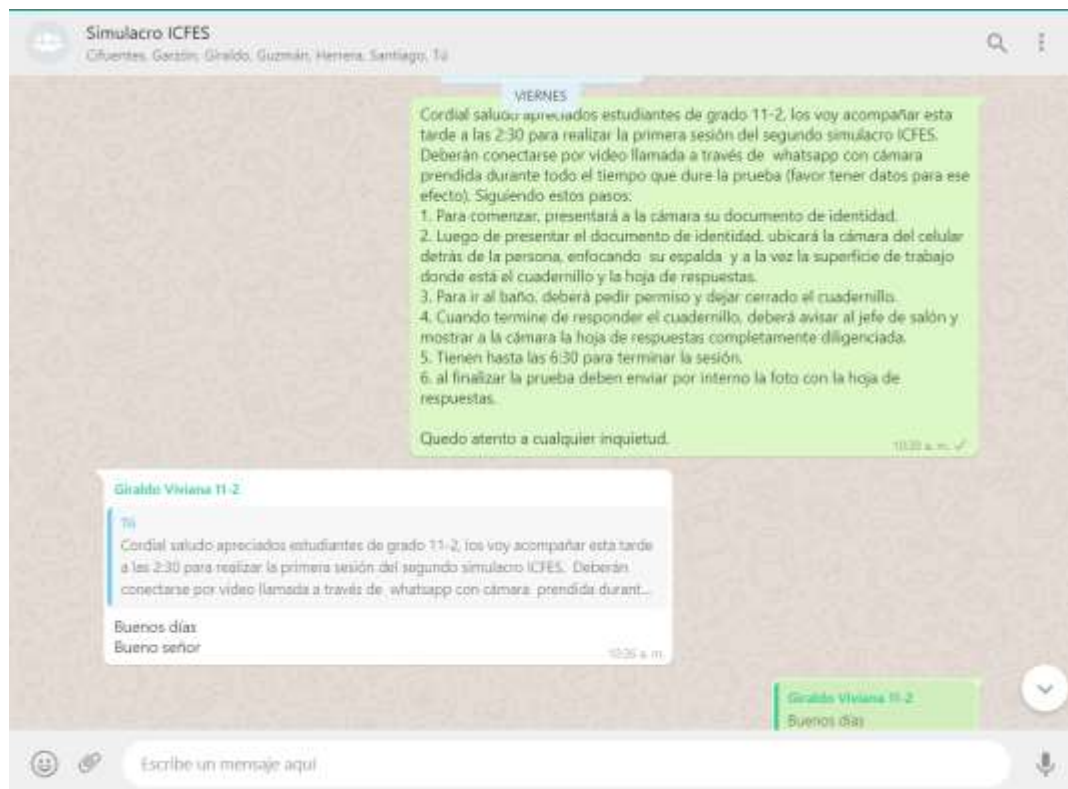 Simulacro ICFES
Cifuentes, Garzón, Giraldo, Guzmán, Herrera, Santiago, Tú
VIERNES
Cordial saludo apreciados estudiantes de grado 11-2, los voy acompañar esta
tarde a las 2:30 para realizar la primera sesión del segundo simulacro ICFES.
Deberán conectarse por video llamada a través de whatsapp con cámara
prendida durante todo el tiempo que dure la prueba (favor tener datos para ese
efecto). Siguiendo estos pasos:
1. Para comenzar, presentará a la cámara su documento de identidad.
2. Luego de presentar el documento de identidad, ubicará la cámara del celular
detrás de la persona, enfocando su espalda y a la vez la superficie de trabajo
donde está el cuadernillo y la hoja de respuestas.
3. Para ir al baño, deberá pedir permiso y dejar cerrado el cuadernillo.
4. Cuando termine de responder el cuadernillo, deberá avisar al jefe de salón y
mostrar a la cámara la hoja de respuestas completamente diligenciada.
5. Tienen hasta las 6:30 para terminar la sesión.
6. al finalizar la prueba deben enviar por interno la foto con la hoja de
respuestas.
Quedo atento a cualquier inquietud.
a. m.
Giraldo Viviana 11-2
Tú
Cordial saludo apreciados estudiantes de grado 11-2, los voy acompañar esta tarde
a las 2:30 para realizar la primera sesión del segundo simulacro ICFES. Deberán
conectarse por video llamada a través de whatsapp con cámara prendida durant...
Buenos días
Bueno señor
10:36 a. m.
Giraldo Viviana 11-2
Buenos días
Escribe un mensaje aquí